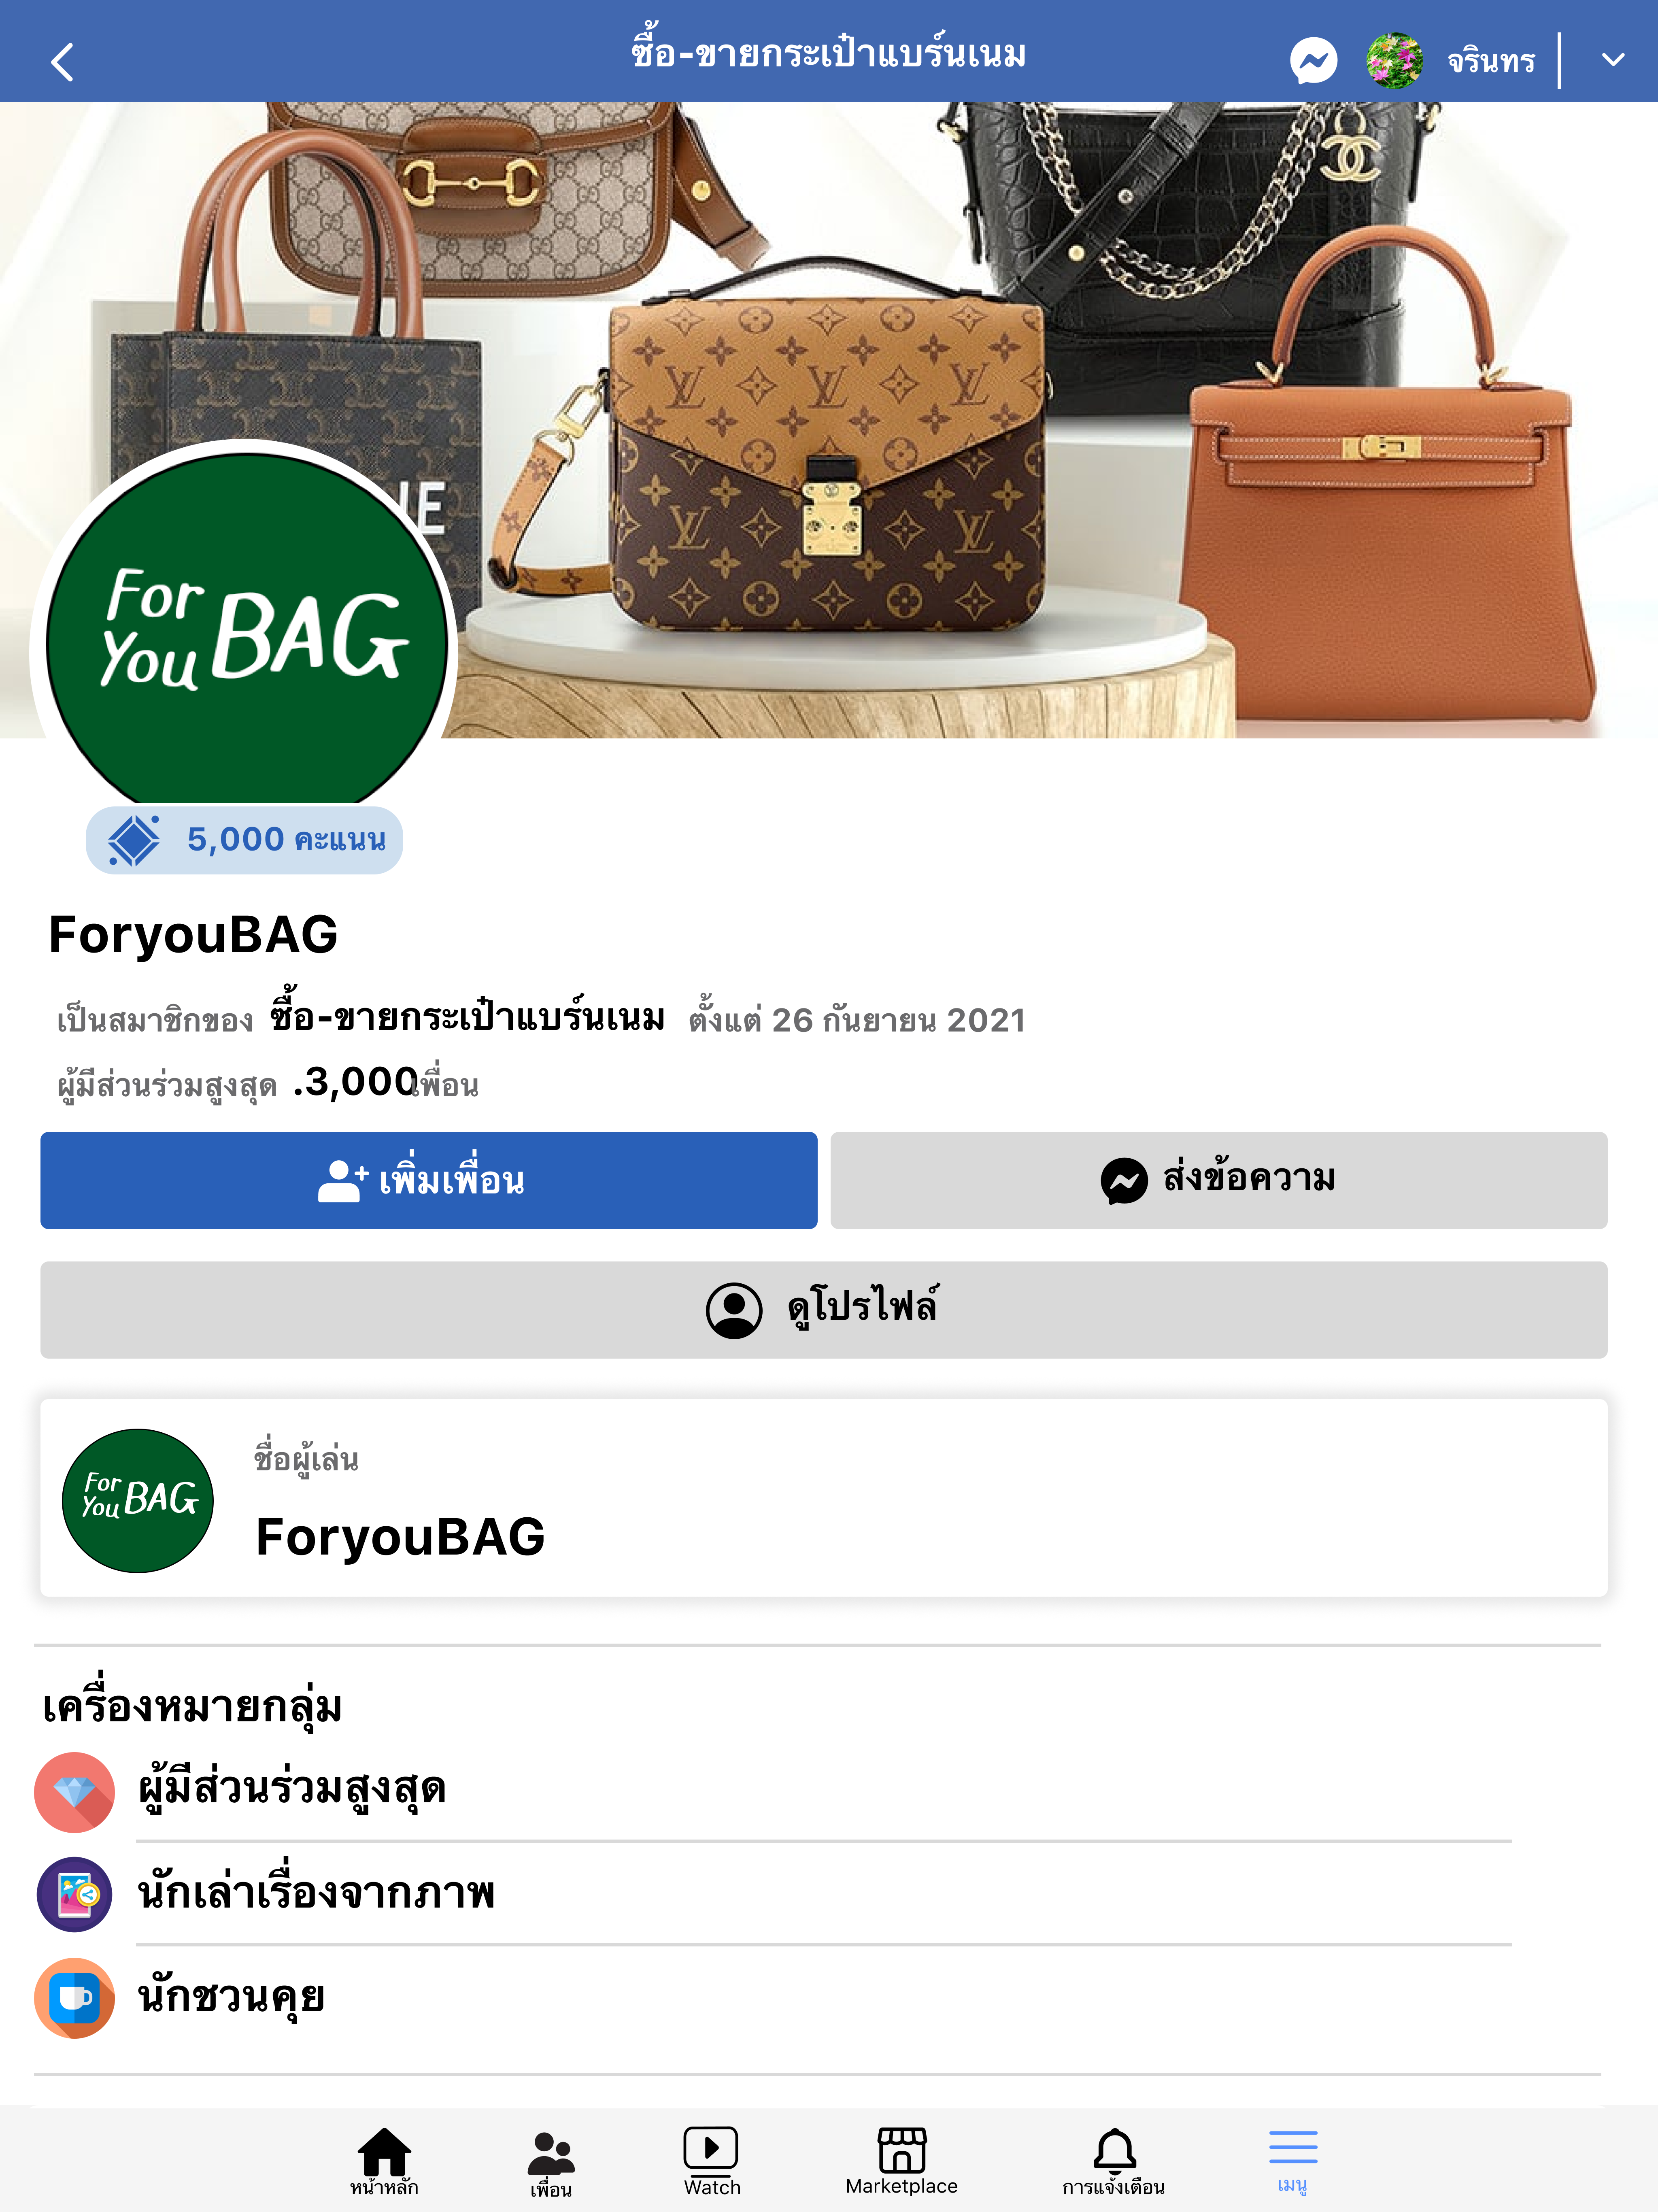 ซื้อ-ขายกระเป๋าแบร์นเนม
จรินทร
NE
For You BAG
5,000 คะแนน
ForyouBAG
เป็นสมาชิกของ ซื้อ-ขายกระเป๋าแบร์นเนม ตั้งแต่ 26 กันยายน 2021
ผู้มีส่วนร่วมสูงสุด .3,000เพื่อน
เพิ่มเพื่อน
ส่งข้อความ
ดูโปรไฟล์
For You BAG
ชื่อผู้เล่น
ForyouBAG
เครื่องหมายกลุ่ม
ผู้มีส่วนร่วมสูงสุด
นักเล่าเรื่องจากภาพ
นักชวนคุย
หน้าหลัก เพื่อน Watch Marketplace การแจ้งเตือน เมนู